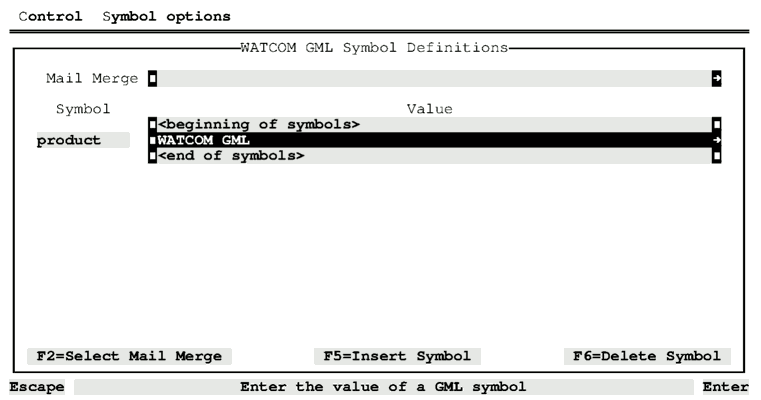 Control Symbol options
WATCOM GML Symbol Definitions
Mail Merge
Symbol Value
<beginning of symbols>
product WATCOM GML
<end of symbols>
F2=Select Mail Merge F5=Insert Symbol F6=Delete Symbol
Escape Enter the value of a GML symbol Enter